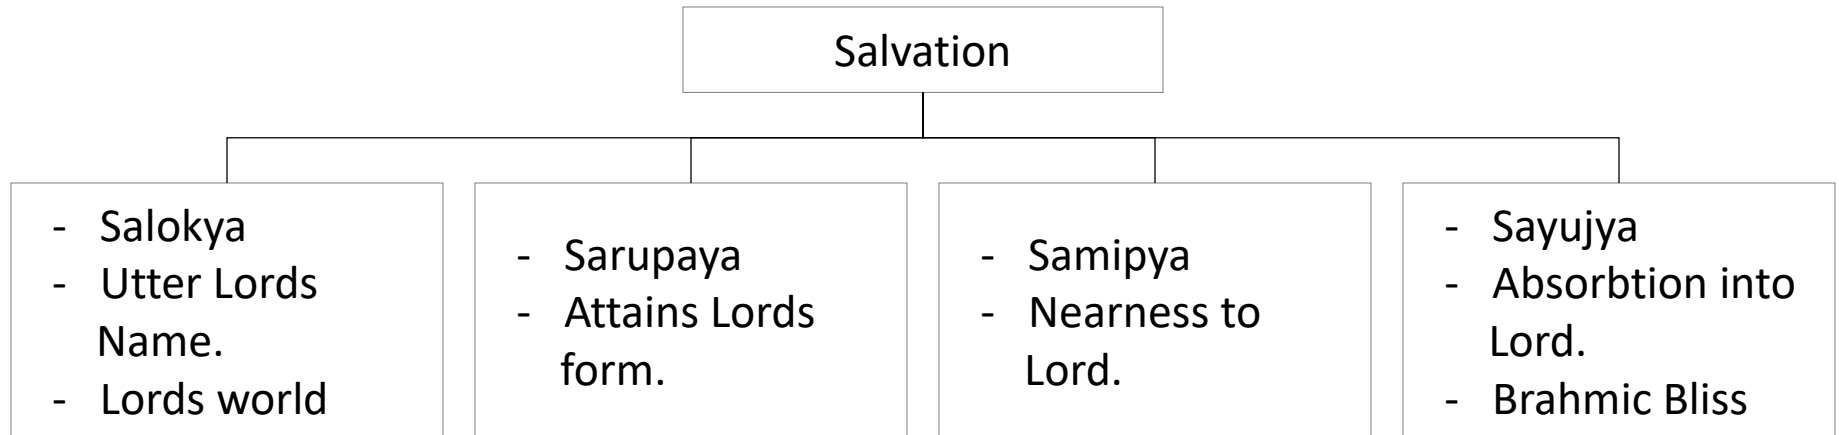 Salvation
- Salokya
- Utter Lords
Name.
- Lords world
- Sarupaya
- Attains Lords
form.
- Samipya
- Nearness to
Lord.
- Sayujya
- Absorbtion into
Lord.
- Brahmic Bliss